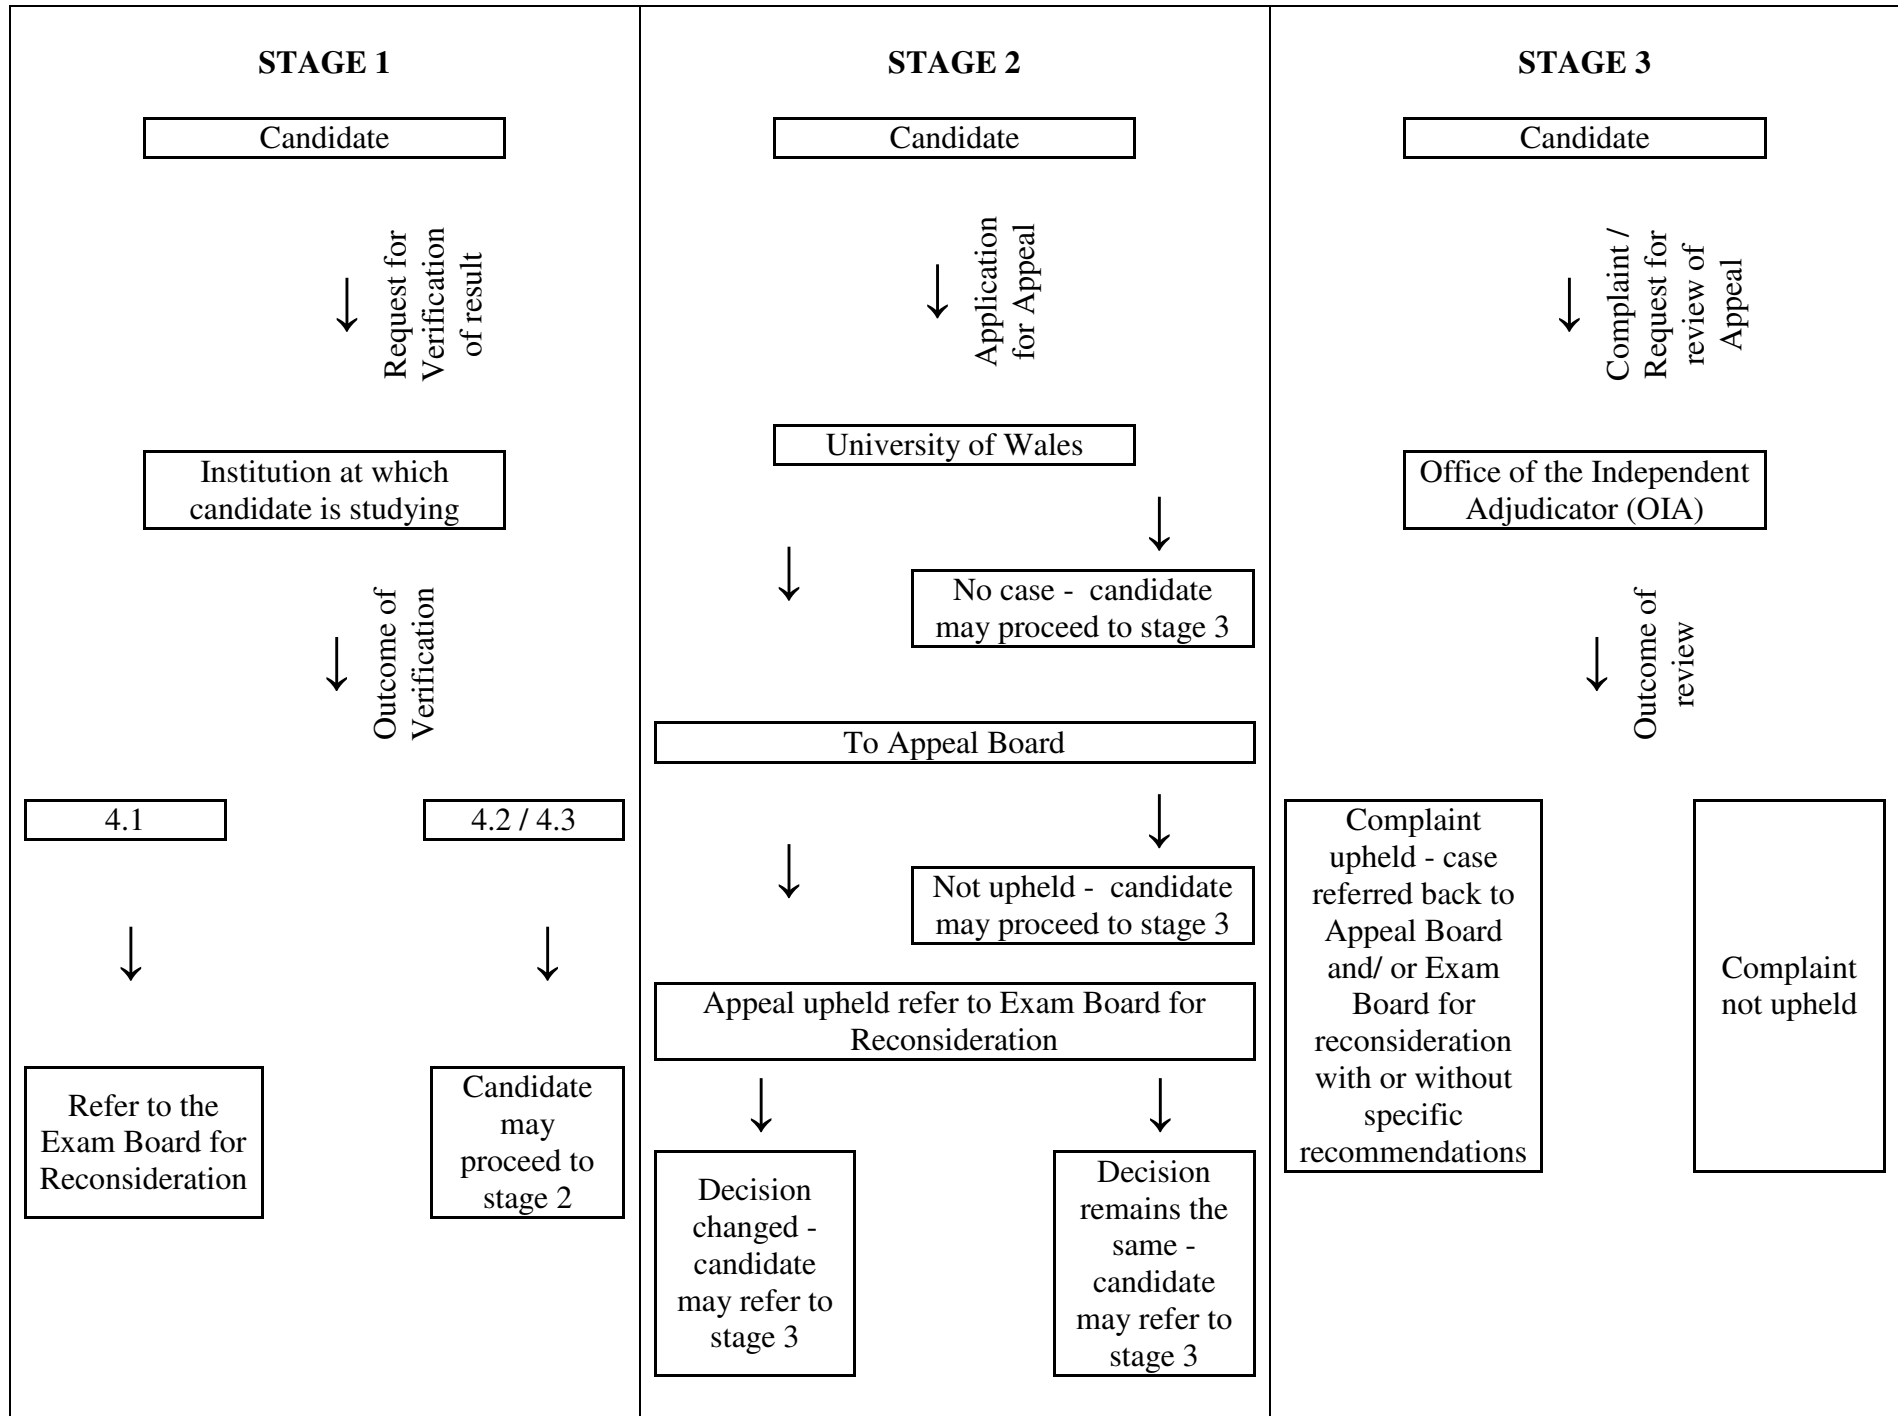 STAGE 1
Candidate
Request for
Verification
of result
Institution at which
candidate is studying
Outcome of
Verification
4.1
4.2 / 4.3
Refer to the
Exam Board for
Reconsideration
Candidate
may
proceed to
stage 2
STAGE 2
Candidate
Application
for Appeal
University of Wales
No case - candidate
may proceed to stage 3
To Appeal Board
Not upheld - candidate
may proceed to stage 3
Appeal upheld refer to Exam Board for
Reconsideration
Decision
changed -
candidate
may refer to
stage 3
Decision
remains the
same -
candidate
may refer to
stage 3
STAGE 3
Candidate
Complaint /
Request for
review of
Appeal
Office of the Independent
Adjudicator (OIA)
Outcome of
review
Complaint
upheld - case
referred back to
Appeal Board
and/ or Exam
Board for
reconsideration
with or without
specific
recommendations
Complaint
not upheld